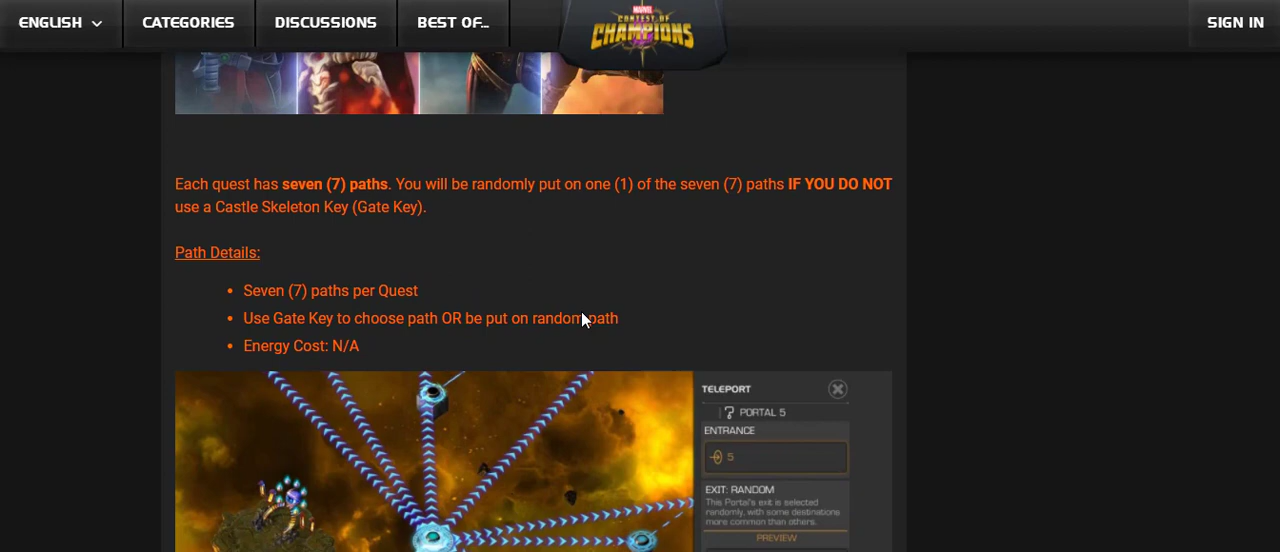 ENGLISH CATEGORIES DISCUSSIONS BEST OF... MARVEL CONTEST OF CHAMPIONS SIGN IN
Each quest has seven (7) paths. You will be randomly put on one (1) of the seven (7) paths IF YOU DO NOT
use a Castle Skeleton Key (Gate Key).
Path Details:
• Seven (7) paths per Quest
• Use Gate Key to choose path OR be put on random path
• Energy Cost: N/A
TELEPORT
PORTAL 5
ENTRANCE
5
EXIT: RANDOM
This Portal's exit is selected
randomly, with some destinations
more common than others.
PREVIEW